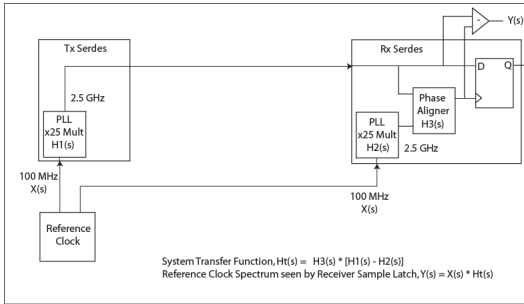 Y(s)
-
Tx Serdes
Rx Serdes
D Q
2.5 GHz
Phase
Aligner
H3(s)
PLL
x25 Mult
H1(s)
PLL
x25 Mult
H2(s)
2.5 GHz
100 MHz
X(s)
100 MHz
X(s)
Reference
Clock
System Transfer Function, Ht(s) = H3(s) * [H1(s) - H2(s)]
Reference Clock Spectrum seen by Receiver Sample Latch, Y(s) = X(s) * Ht(s)